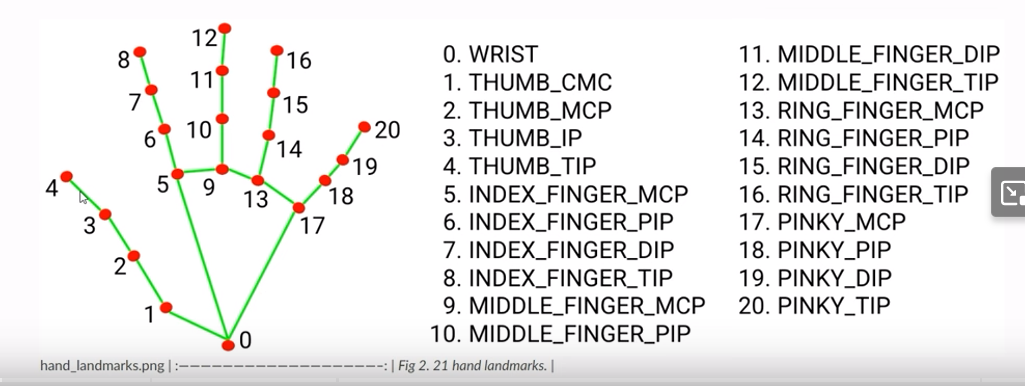 12
8
16
11
7
15
10
6
20
14
19
5
9
4
18
13
3
17
2
1
0
0. WRIST
1. THUMB_CMC
2. THUMB_MCP
3. THUMB_IP
4. THUMB_TIP
5. INDEX_FINGER_MCP
6. INDEX_FINGER_PIP
7. INDEX_FINGER_DIP
8. INDEX_FINGER_TIP
9. MIDDLE_FINGER_MCP
10. MIDDLE_FINGER_PIP
11. MIDDLE_FINGER_DIP
12. MIDDLE_FINGER_TIP
13. RING_FINGER_MCP
14. RING_FINGER_PIP
15. RING_FINGER_DIP
16. RING_FINGER_TIP
17. PINKY_MCP
18. PINKY_PIP
19. PINKY_DIP
20. PINKY_TIP
hand_landmarks.png | :--------------------: | Fig 2. 21 hand landmarks. |